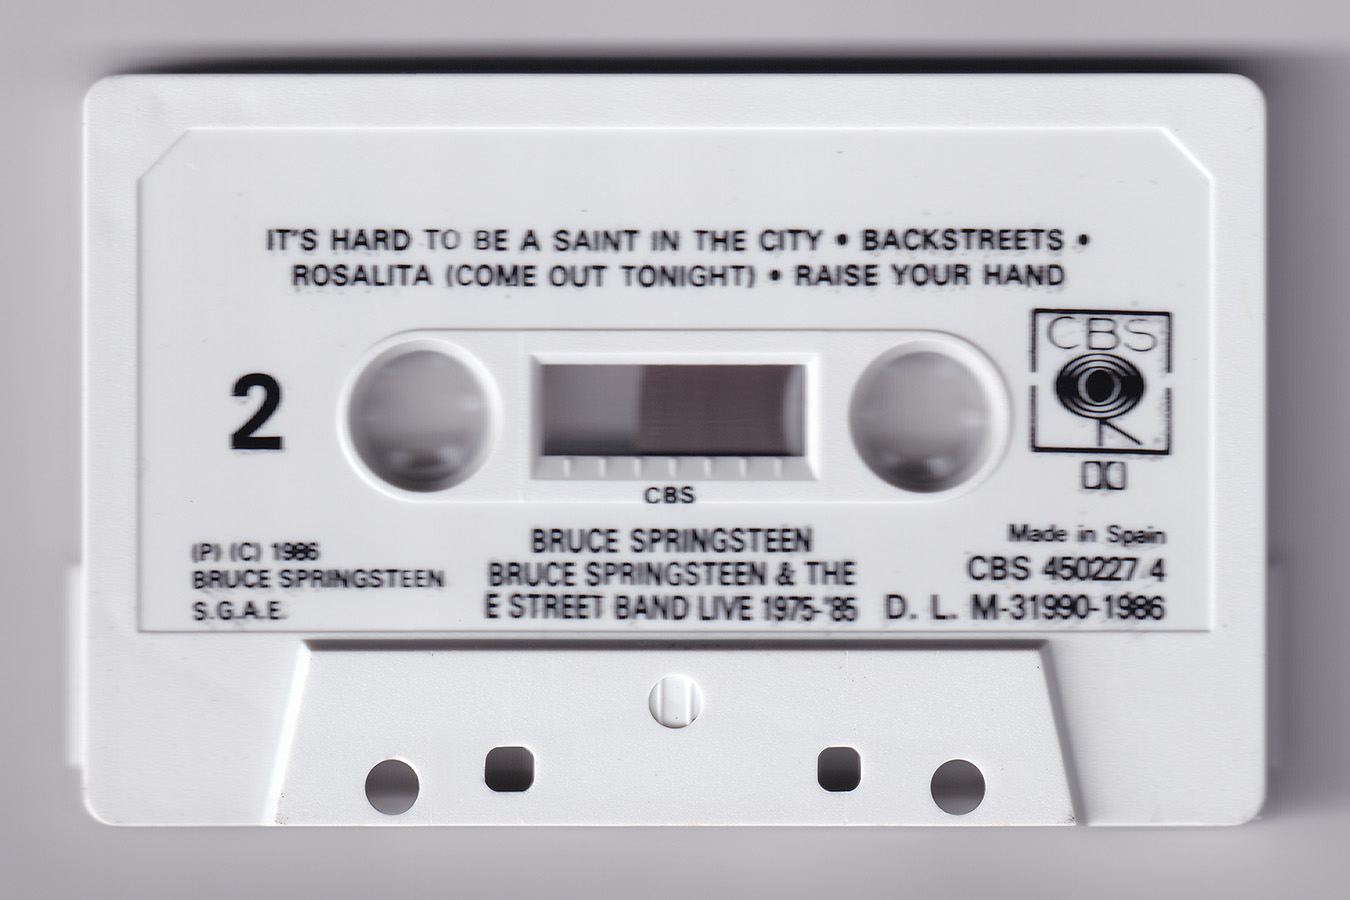 IT'S HARD TO BE A SAINT IN THE CITY • BACKSTREETS •
ROSALITA (COME OUT TONIGHT) • RAISE YOUR HAND
CBS
2
CBS
(P) (C) 1986
BRUCE SPRINGSTEEN
S.G.A.E.
BRUCE SPRINGSTEEN
BRUCE SPRINGSTEEN & THE
E STREET BAND LIVE 1975-'85
Made in Spain
CBS 450227 4
D. L. M-31990-1986